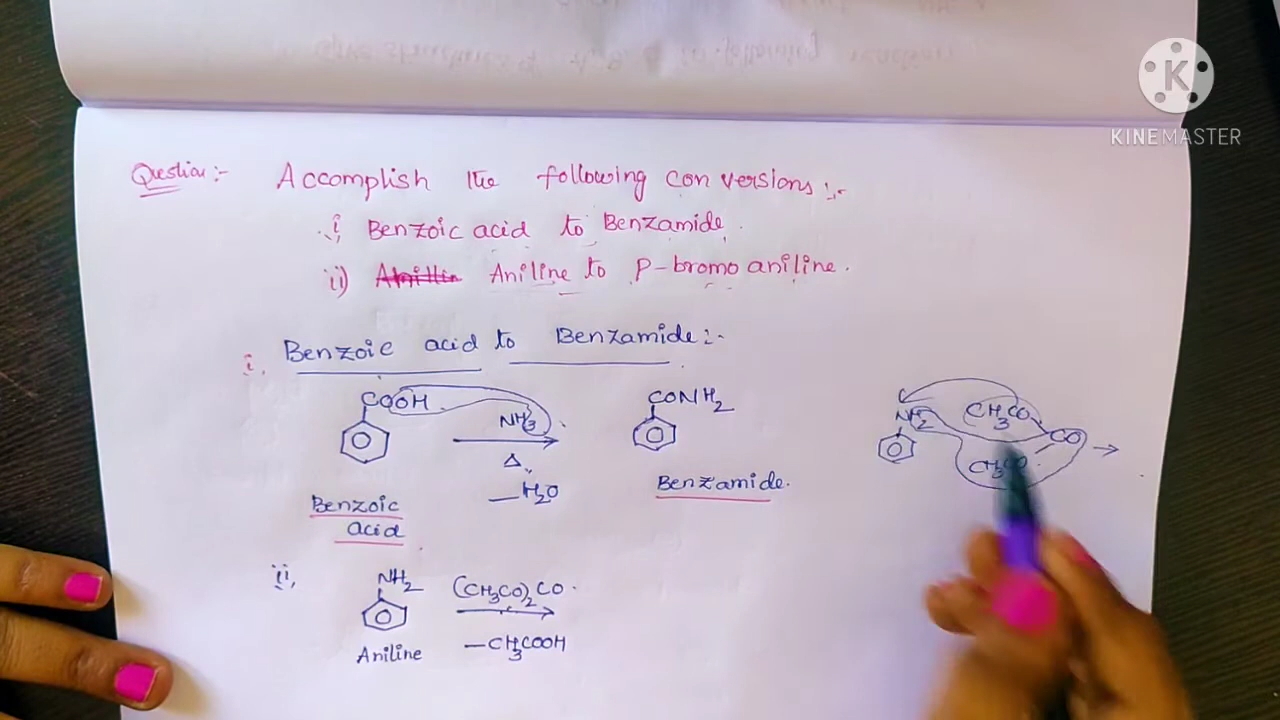 K
KINEMASTER
Question:- Accomplish the following conversions:-
i, Benzoic acid to Benzamide.
ii) Aniline to P-bromo aniline.
i. Benzoic acid to Benzamide:-
COOH
NH3
Δ
—H2O
CONH2
Benzoic acid
Benzamide.
NH2
CH3CO
CO
CH3CO
ii,
NH2
(CH3CO)2CO
—CH3COOH
Aniline